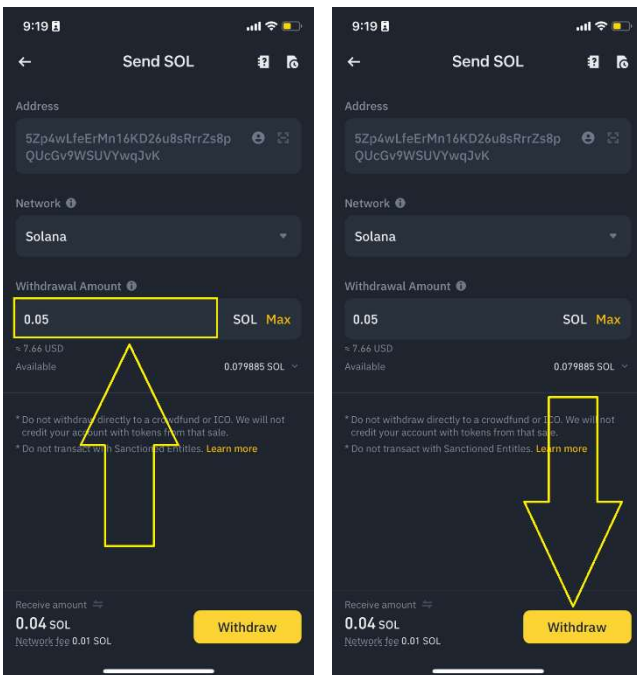 9:19
Send SOL
Address
5Zp4wLfeErMn16KD26u8sRrrZs8p
QUcGv9WSUVYwqJvK
Network
Solana
Withdrawal Amount
0.05 SOL Max
≈ 7.66 USD
Available 0.079885 SOL
* Do not withdraw directly to a crowdfund or ICO. We will not
credit your account with tokens from that sale.
* Do not transact with Sanctioned Entitles. Learn more
Receive amount
0.04 SOL
Network fee 0.01 SOL
Withdraw
9:19
Send SOL
Address
5Zp4wLfeErMn16KD26u8sRrrZs8p
QUcGv9WSUVYwqJvK
Network
Solana
Withdrawal Amount
0.05 SOL Max
≈ 7.66 USD
Available 0.079885 SOL
* Do not withdraw directly to a crowdfund or ICO. We will not
credit your account with tokens from that sale.
* Do not transact with Sanctioned Entitles. Learn more
Receive amount
0.04 SOL
Network fee 0.01 SOL
Withdraw